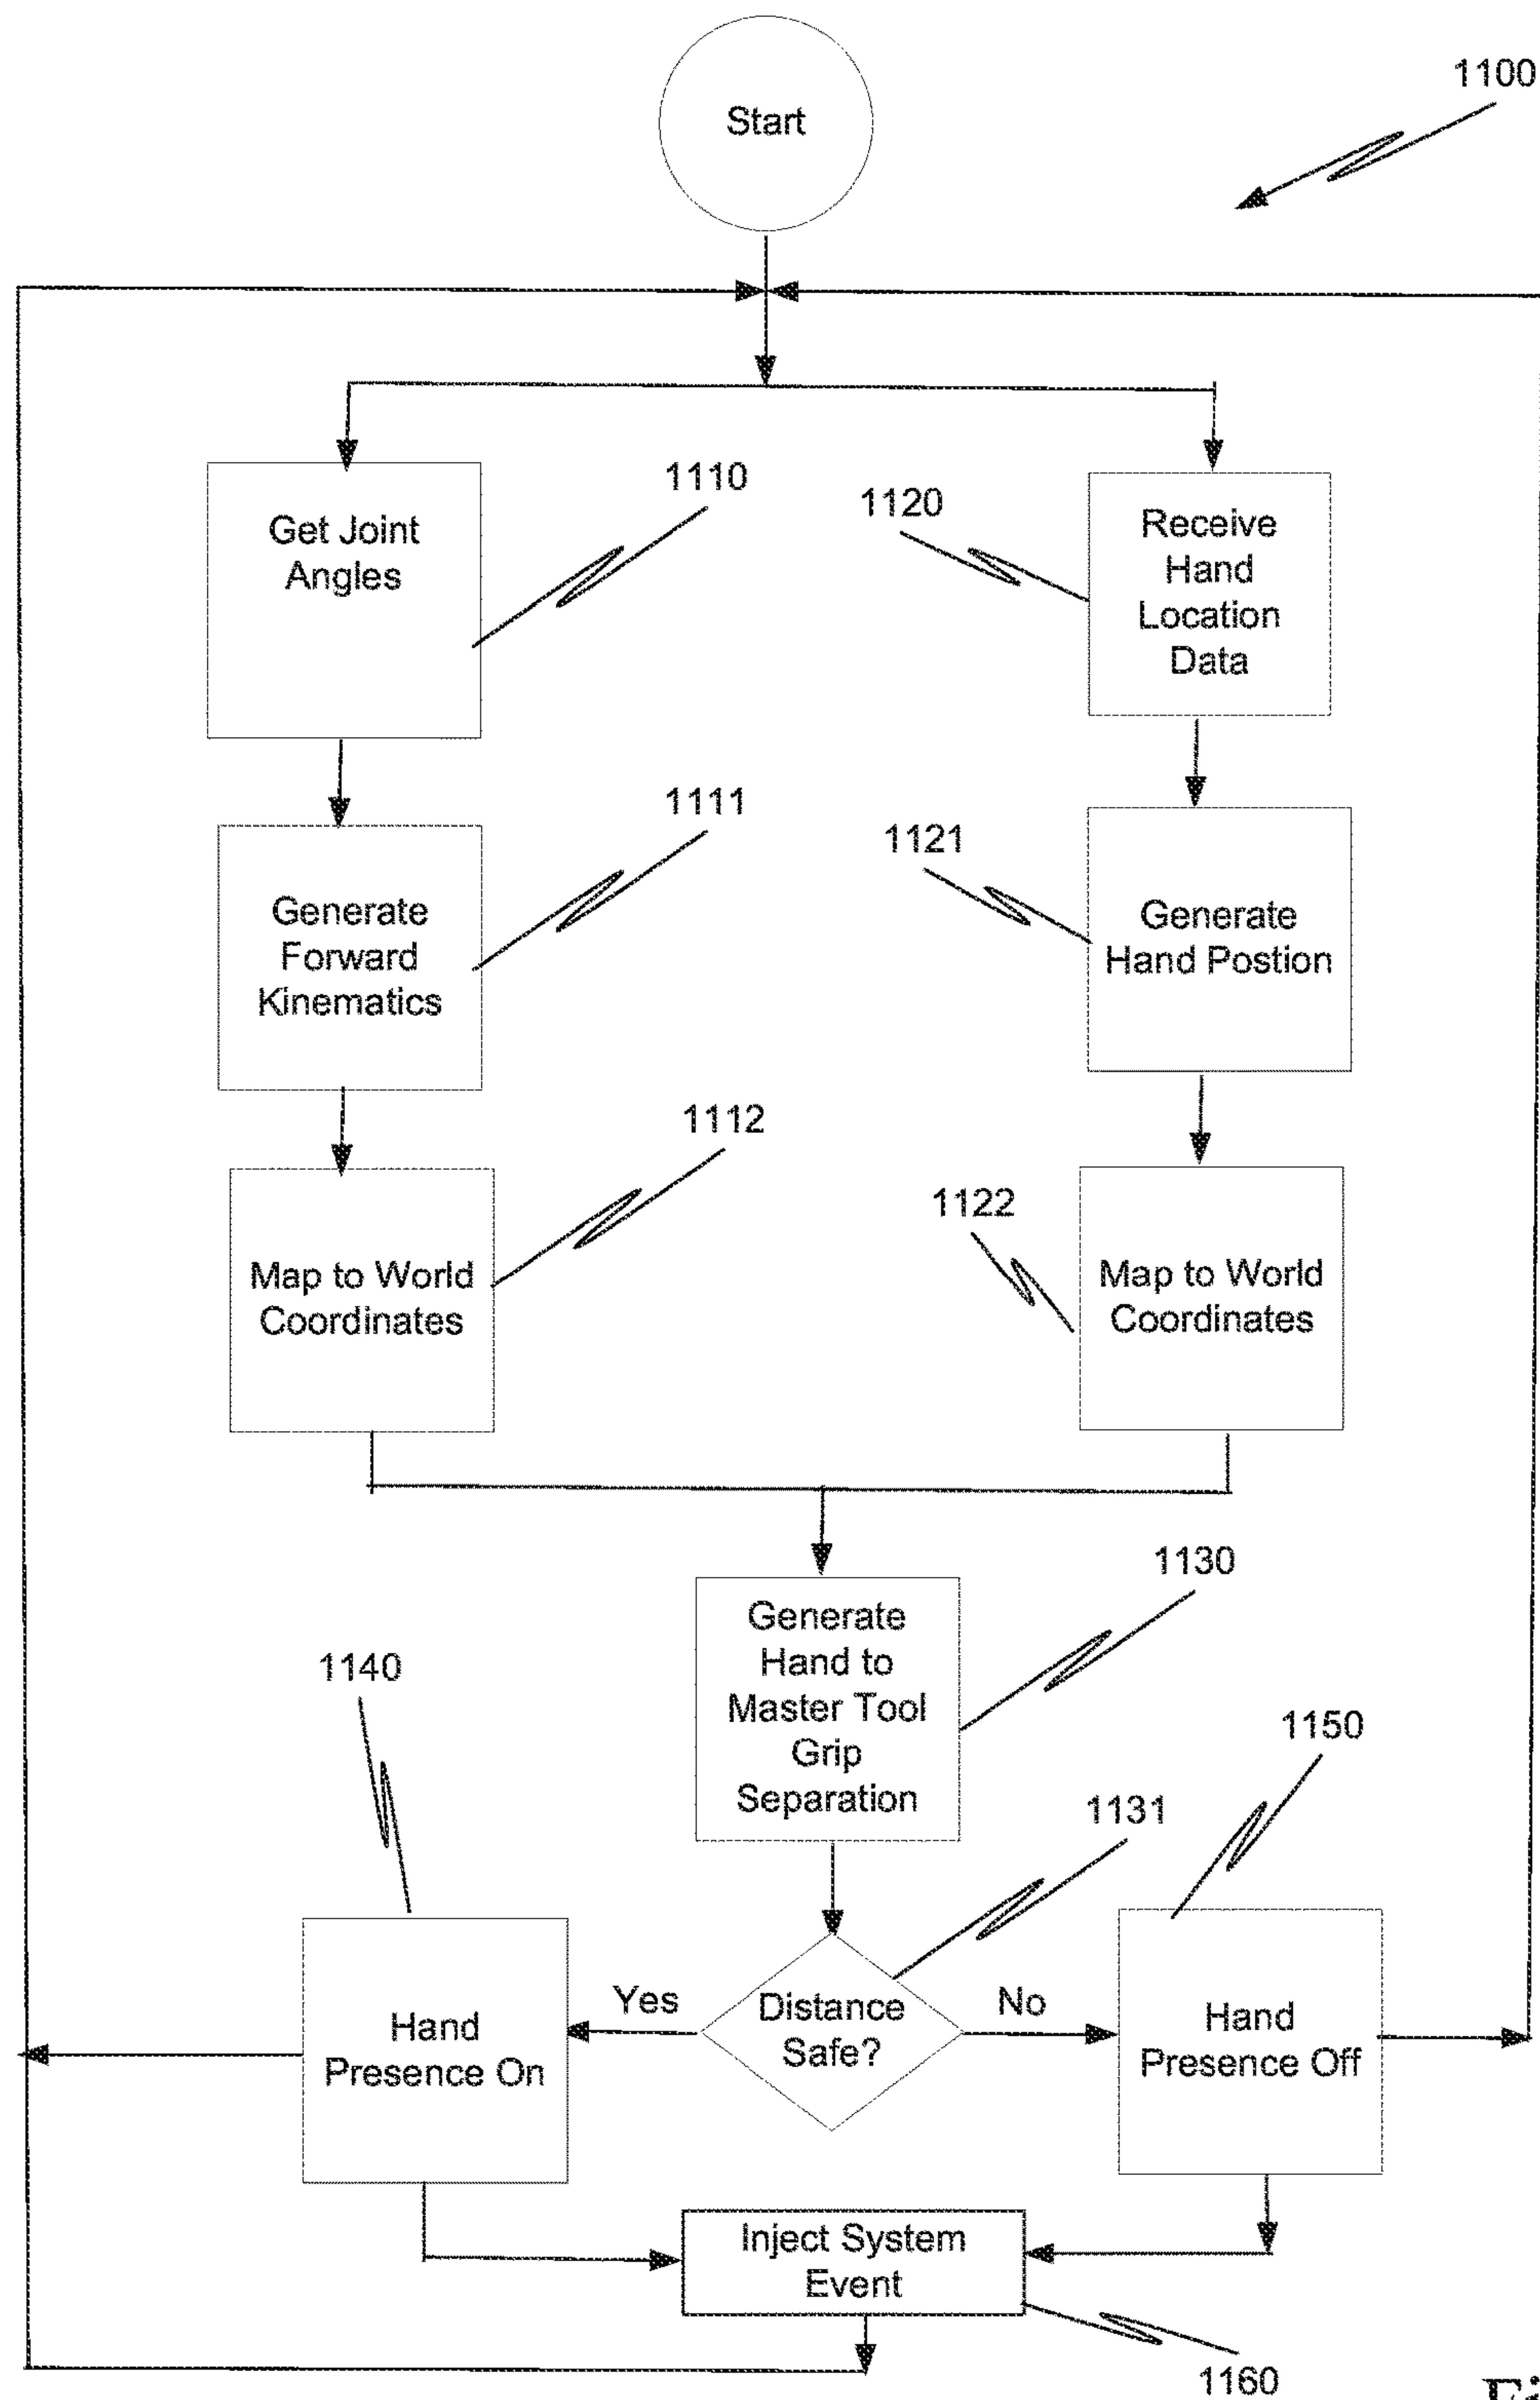 Start
1100
Get Joint
Angles
1110
1120
Receive
Hand
Location
Data
Generate
Forward
Kinematics
1111
1121
Generate
Hand Postion
Map to World
Coordinates
1112
1122
Map to World
Coordinates
Generate
Hand to
Master Tool
Grip
Separation
1130
1131
1140
1150
Hand
Presence On
Yes
Distance
Safe?
No
Hand
Presence Off
Inject System
Event
1160